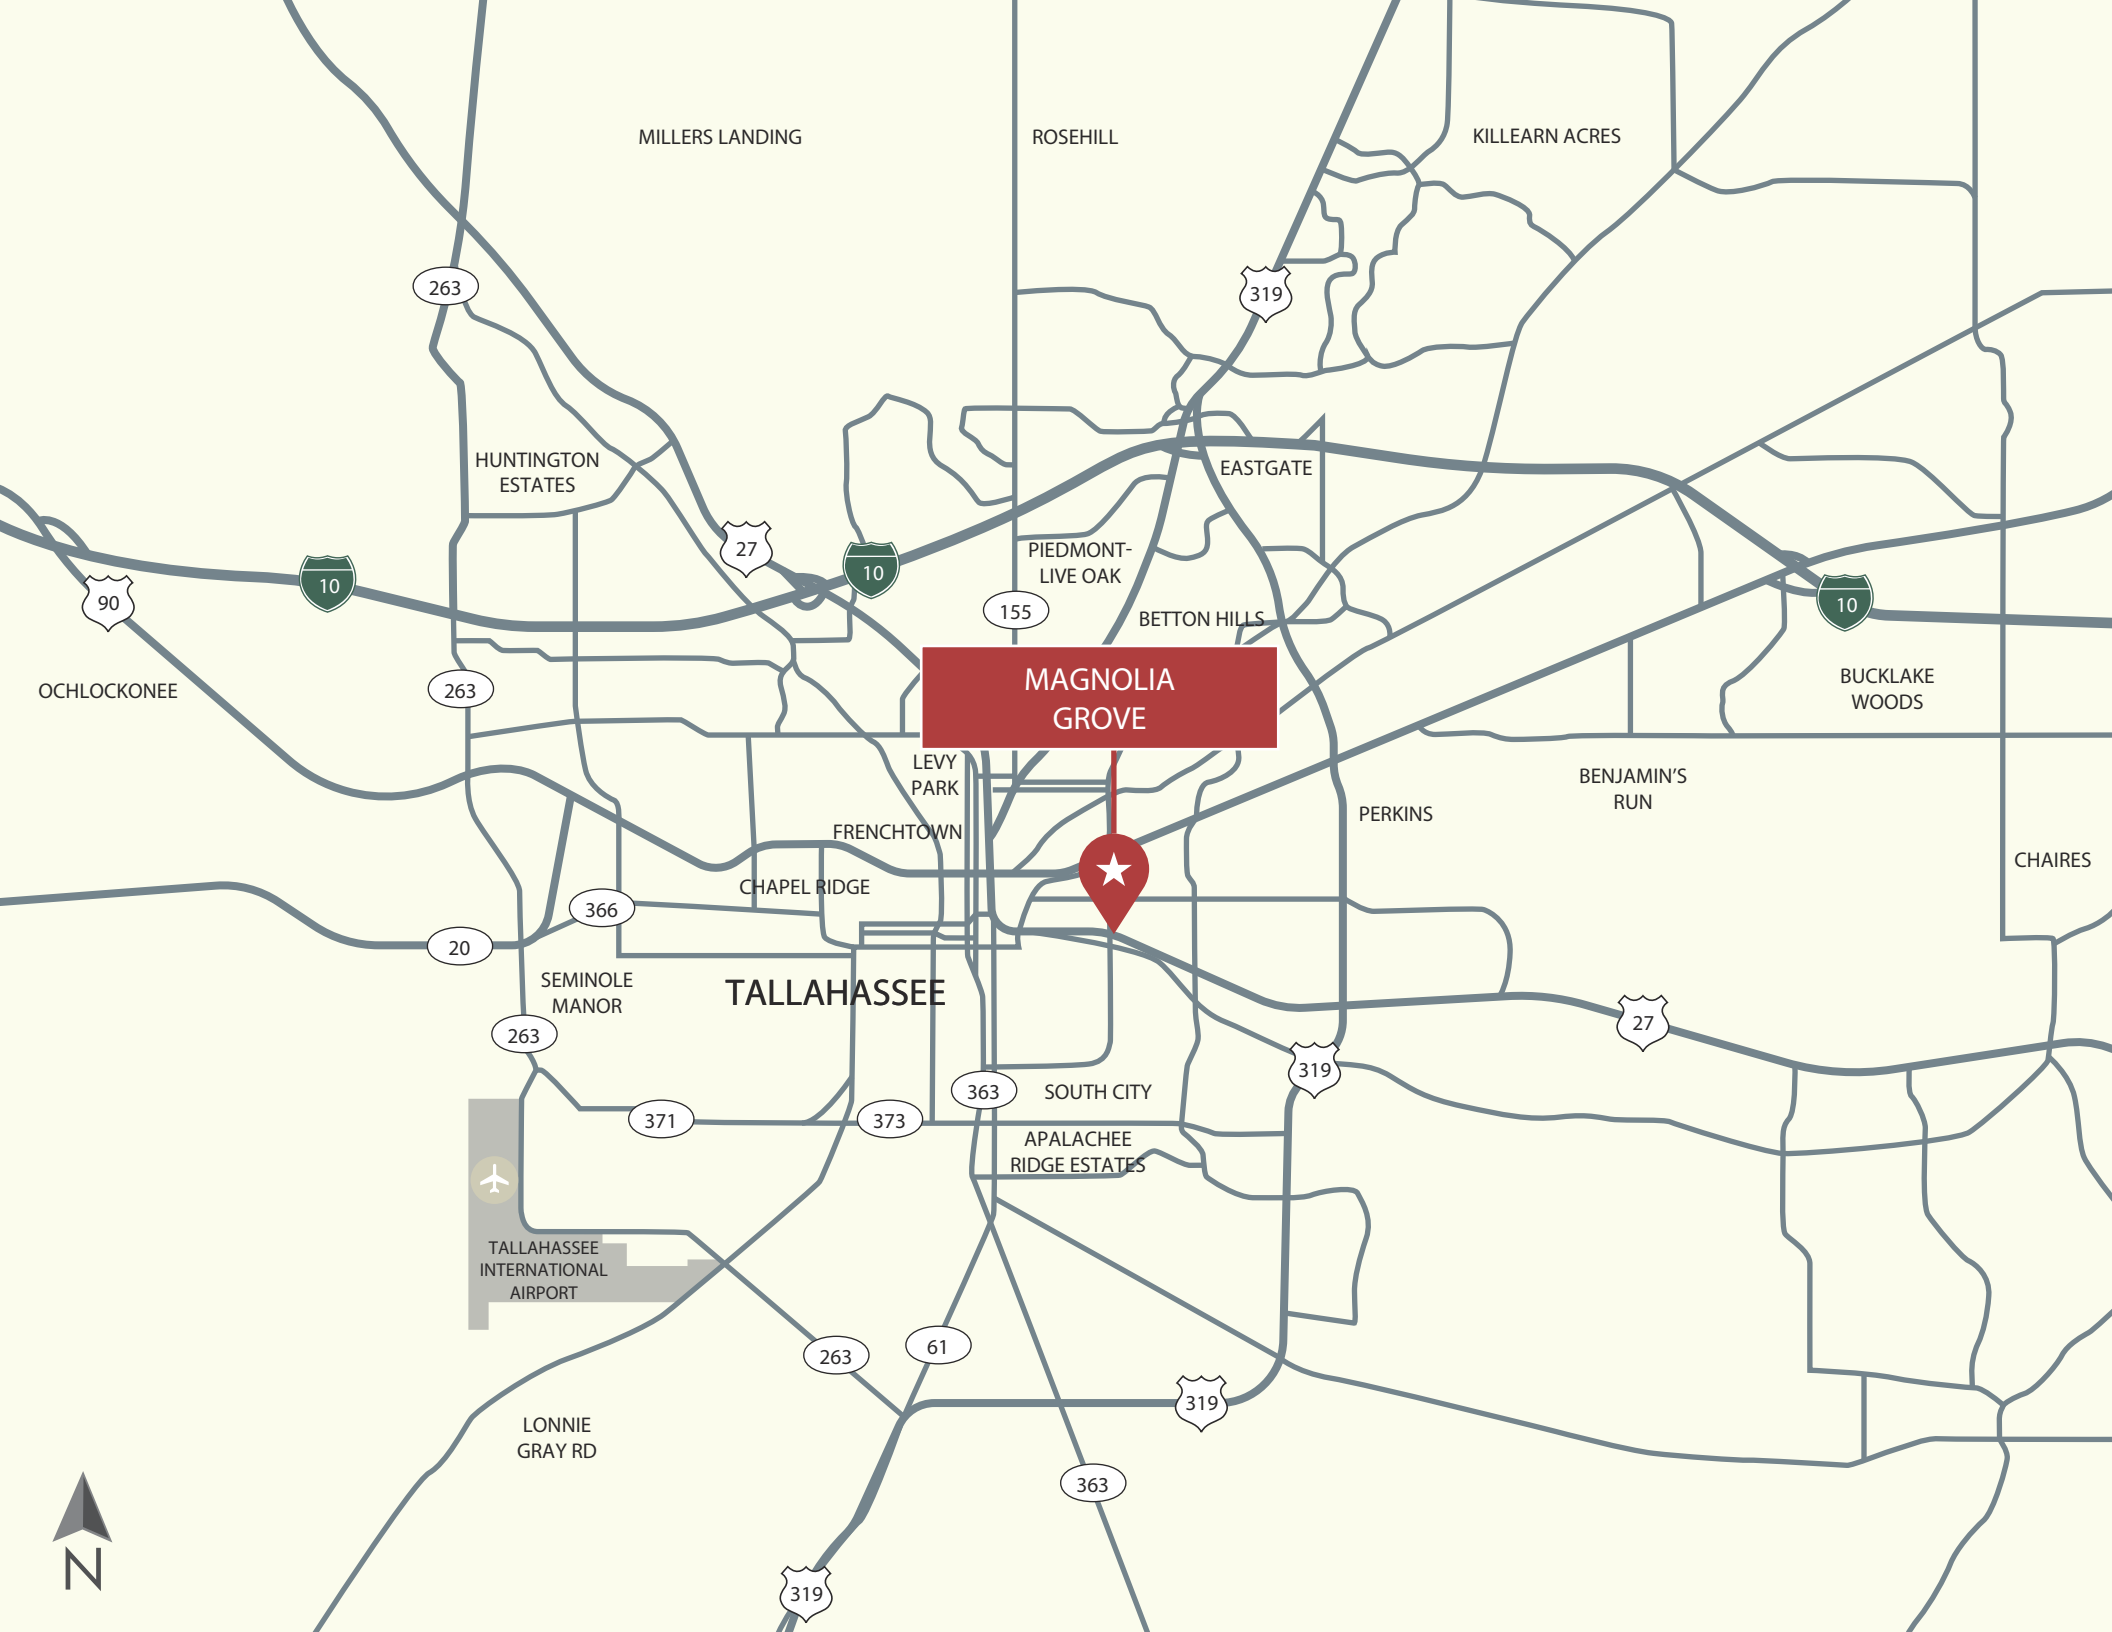 MILLERS LANDING
ROSEHILL
KILLEARN ACRES
263
319
HUNTINGTON
ESTATES
EASTGATE
27
10
PIEDMONT-
LIVE OAK
10
10
90
155
BETTON HILLS
OCHLOCKONEE
263
MAGNOLIA
GROVE
BUCKLAKE
WOODS
LEVY
PARK
BENJAMIN'S
RUN
PERKINS
FRENCHTOWN
CHAIRES
CHAPEL RIDGE
366
20
SEMINOLE
MANOR
TALLAHASSEE
263
27
319
363
SOUTH CITY
371
373
APALACHEE
RIDGE ESTATES
TALLAHASSEE
INTERNATIONAL
AIRPORT
263
61
319
LONNIE
GRAY RD
363
N
319